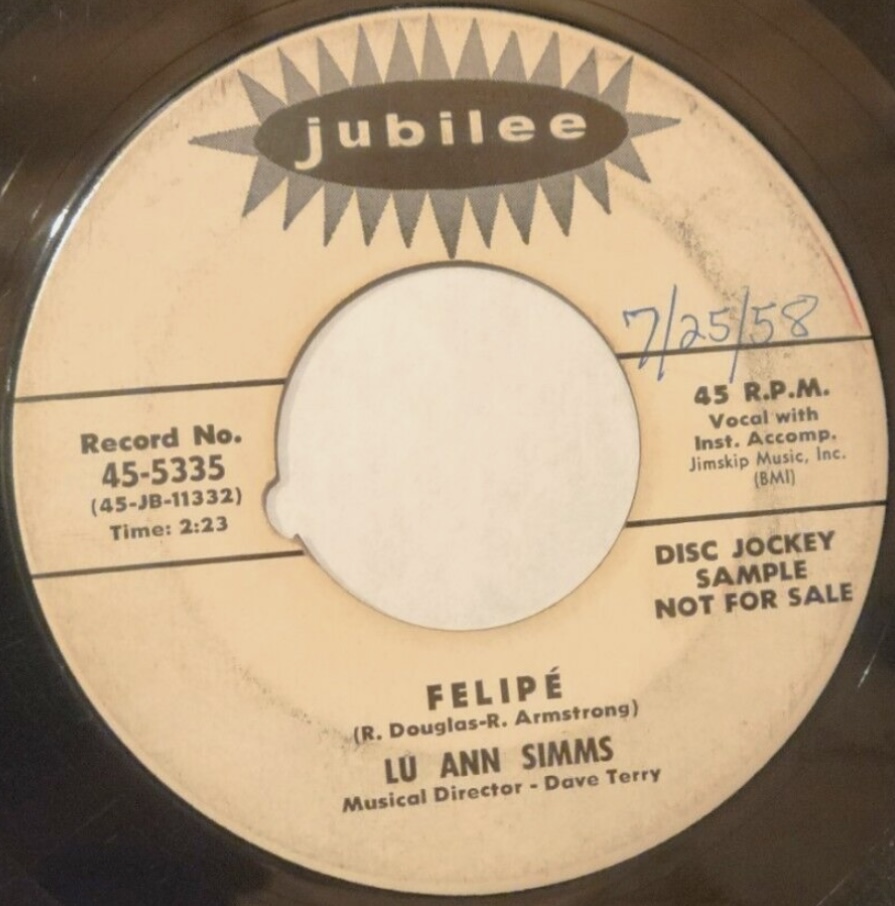 jubilee
7/25/58
Record No.
45-5335
(45-JB-11332)
Time: 2:23
45 R.P.M.
Vocal with
Inst. Accomp.
Jimskip Music, Inc.
(BMI)
DISC JOCKEY
SAMPLE
NOT FOR SALE
FELIPÉ
(R. Douglas-R. Armstrong)
LU ANN SIMMS
Musical Director - Dave Terry